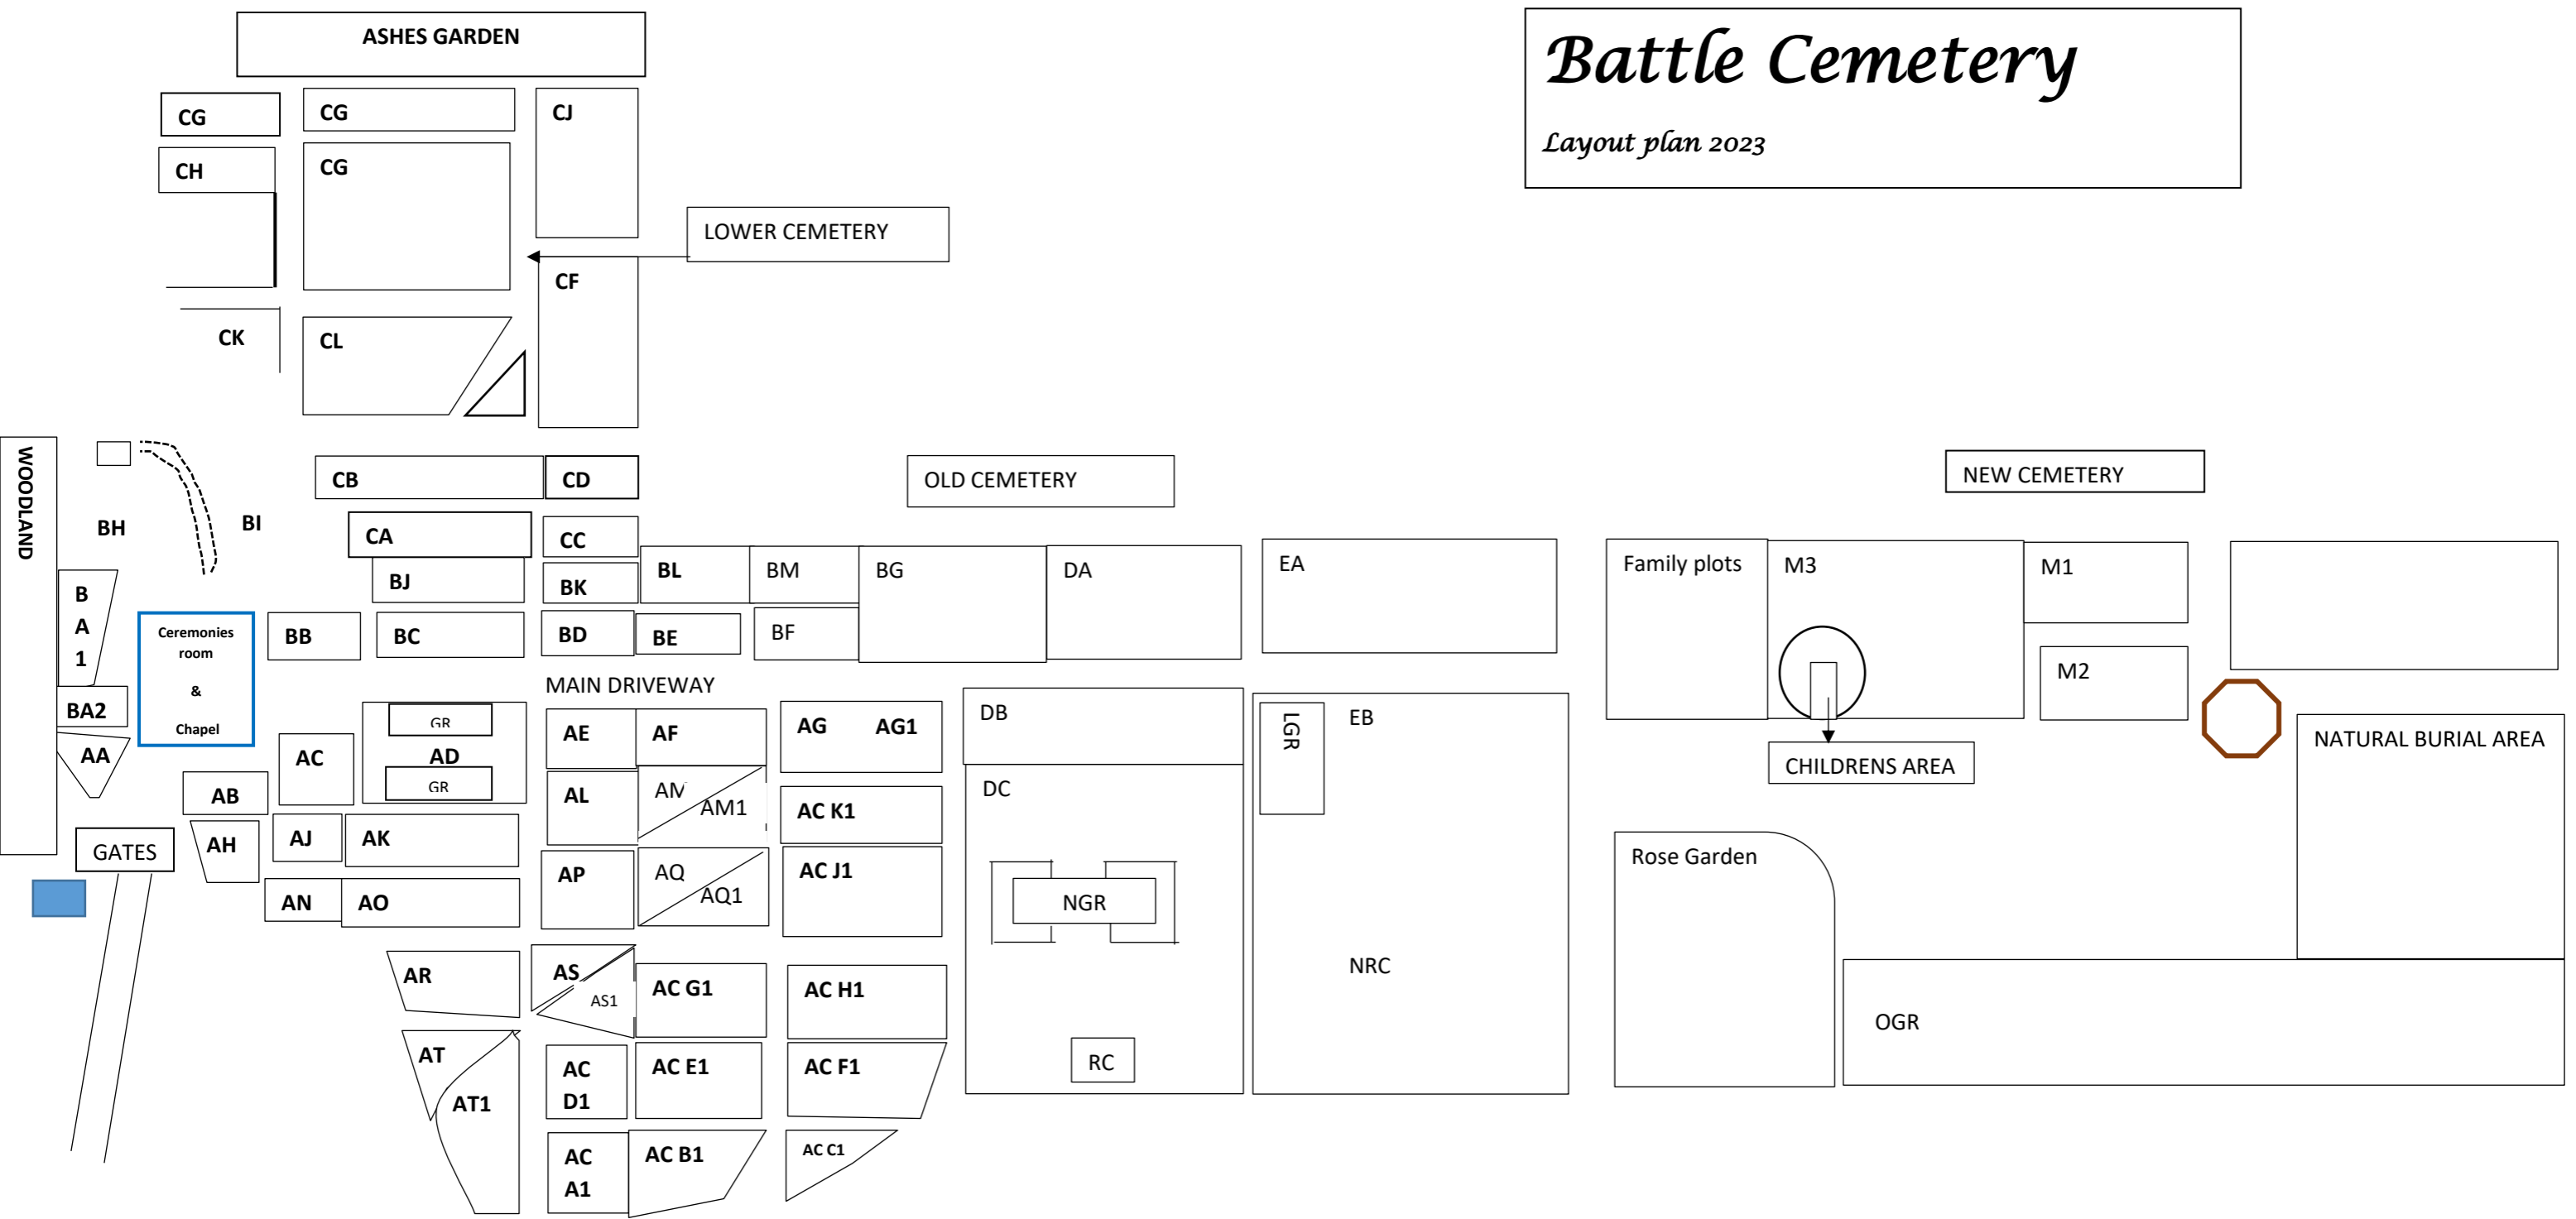 ASHES GARDEN
Battle Cemetery
Layout plan 2023
CG
CG
CJ
CH
CG
LOWER CEMETERY
CF
CK
CL
WOODLAND
CB
CD
OLD CEMETERY
NEW CEMETERY
BH
BI
CA
CC
BJ
BK
BL
BM
BG
DA
EA
Family plots
M3
M1
B
A
1
Ceremonies
room
&
Chapel
BB
BC
BD
BE
BF
M2
MAIN DRIVEWAY
BA2
AA
GR
AD
GR
AC
AE
AF
AG
AG1
DB
LGR
EB
NATURAL BURIAL AREA
CHILDRENS AREA
AB
AL
AM
AM1
AC K1
DC
GATES
AH
AJ
AK
AP
AQ
AQ1
AC J1
Rose Garden
AN
AO
NGR
AR
AS
AS1
AC G1
AC H1
NRC
OGR
AT
AT1
AC
D1
AC E1
AC F1
RC
AC
A1
AC B1
AC C1